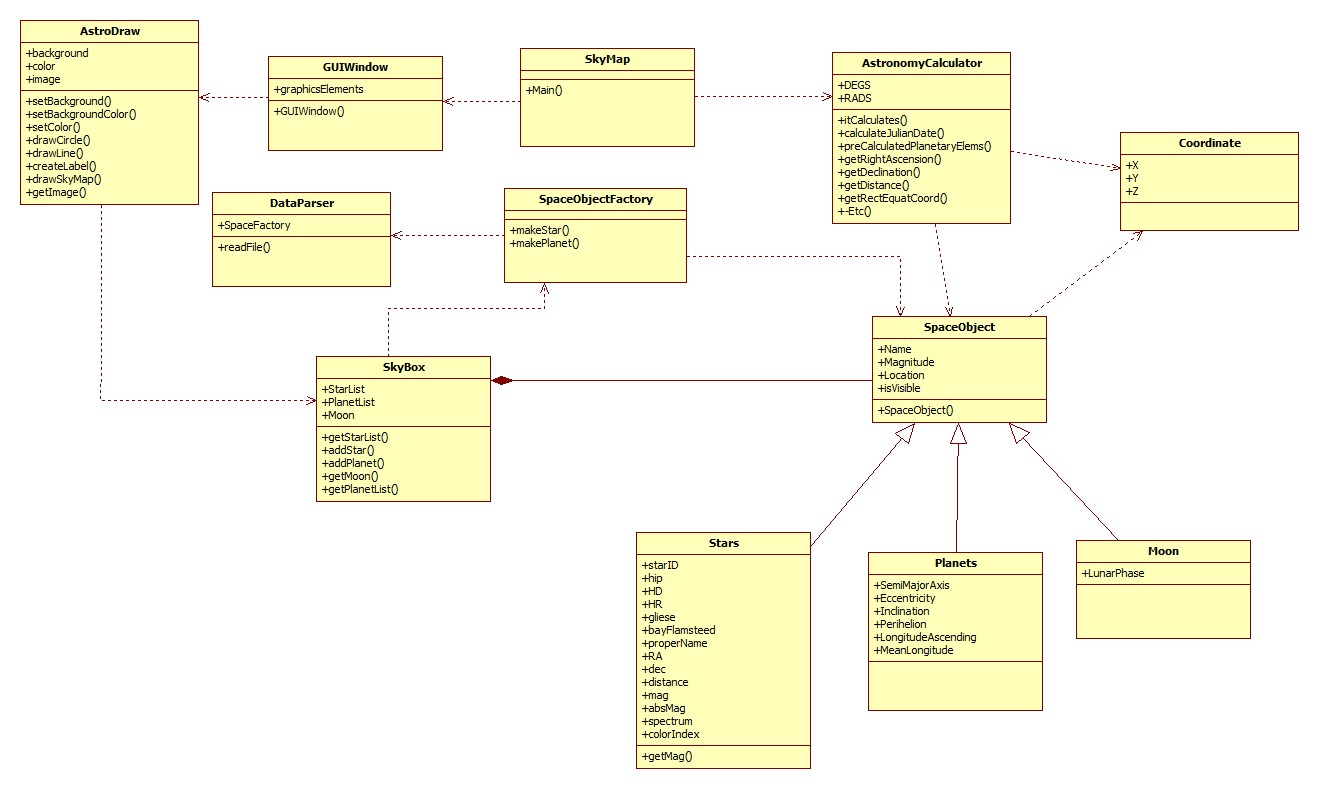 AstroDraw
+background
+color
+image
+setBackground()
+setBackgroundColor()
+setColor()
+drawCircle()
+drawLine()
+createLabel()
+drawSkyMap()
+getImage()
GUIWindow
+graphicsElements
+GUIWindow()
SkyMap
+Main()
AstronomyCalculator
+DEGS
+RADS
+itCalculates()
+calculateJulianDate()
+preCalculatedPlanetaryElems()
+getRightAscension()
+getDeclination()
+getDistance()
+getRectEquatCoord()
+-Etc()
Coordinate
+X
+Y
+Z
DataParser
+SpaceFactory
+readFile()
SpaceObjectFactory
+makeStar()
+makePlanet()
SkyBox
+StarList
+PlanetList
+Moon
+getStarList()
+addStar()
+addPlanet()
+getMoon()
+getPlanetList()
SpaceObject
+Name
+Magnitude
+Location
+isVisible
+SpaceObject()
Stars
+starID
+hip
+HD
+HR
+gliese
+bayFlamsteed
+properName
+RA
+dec
+distance
+mag
+absMag
+spectrum
+colorIndex
+getMag()
Planets
+SemiMajorAxis
+Eccentricity
+Inclination
+Perihelion
+LongitudeAscending
+MeanLongitude
Moon
+LunarPhase